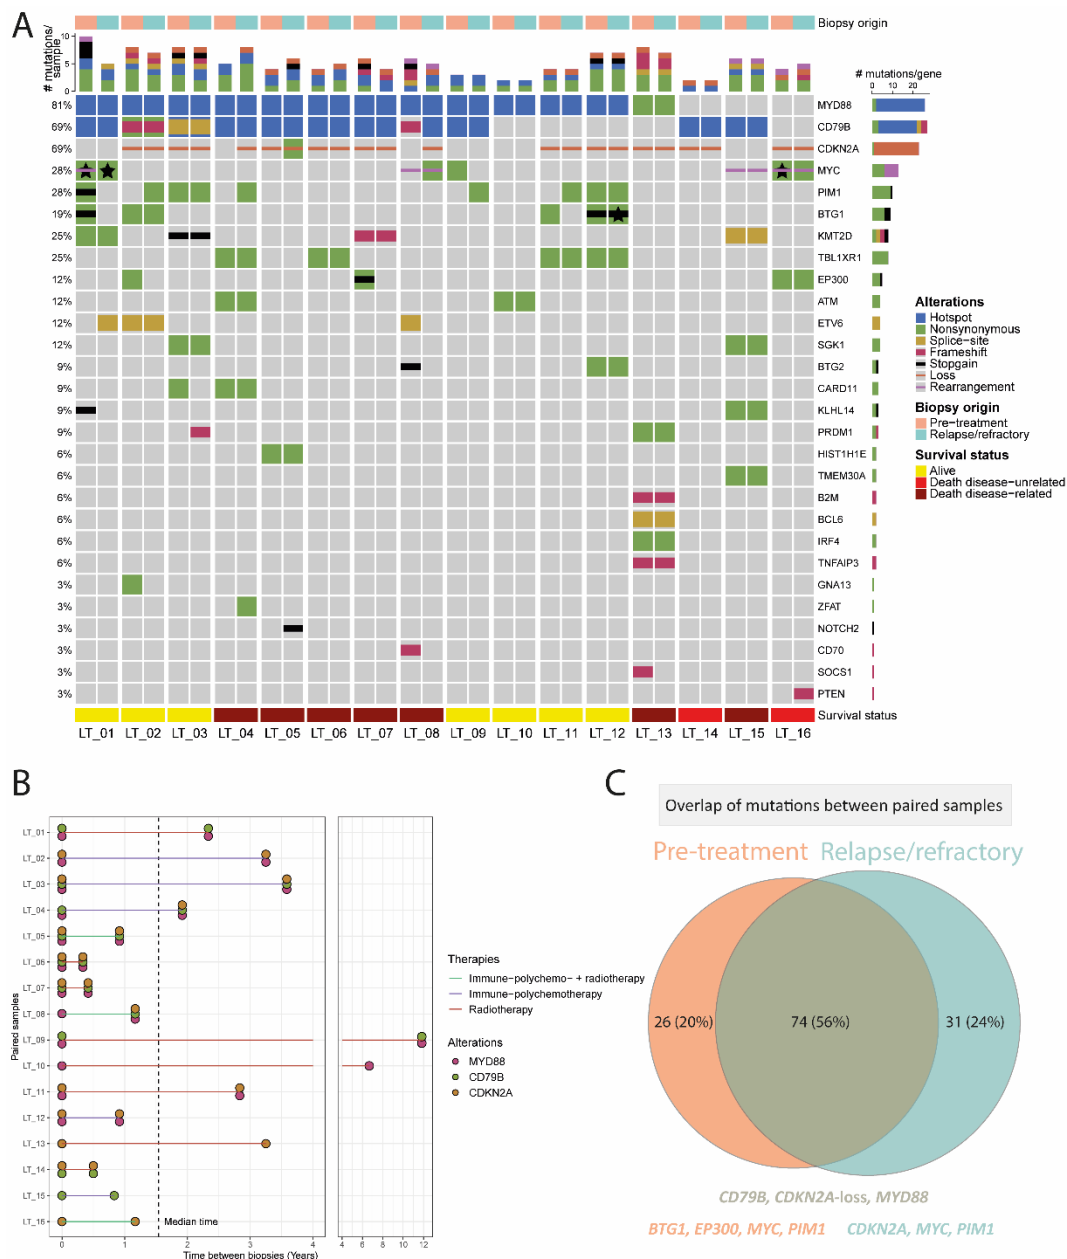 A
Biopsy origin
# mutations/
sample
10
5
0
# mutations/gene
0 10 20
81% MYD88
69% CD79B
69% CDKN2A
28% MYC
28% PIM1
19% BTG1
25% KMT2D
25% TBL1XR1
12% EP300
12% ATM
12% ETV6
12% SGK1
9% BTG2
9% CARD11
9% KLHL14
9% PRDM1
6% HIST1H1E
6% TMEM30A
6% B2M
6% BCL6
6% IRF4
6% TNFAIP3
3% GNA13
3% ZFAT
3% NOTCH2
3% CD70
3% SOCS1
3% PTEN
Survival status
LT_01 LT_02 LT_03 LT_04 LT_05 LT_06 LT_07 LT_08 LT_09 LT_10 LT_11 LT_12 LT_13 LT_14 LT_15 LT_16
Alterations
Hotspot
Nonsynonymous
Splice-site
Frameshift
Stopgain
Loss
Rearrangement
Biopsy origin
Pre-treatment
Relapse/refractory
Survival status
Alive
Death disease-unrelated
Death disease-related
B
Paired samples
LT_01
LT_02
LT_03
LT_04
LT_05
LT_06
LT_07
LT_08
LT_09
LT_10
LT_11
LT_12
LT_13
LT_14
LT_15
LT_16
Median time
0 1 2 3 4 4 6 8 10 12
Time between biopsies (Years)
Therapies
Immune-polychemo- + radiotherapy
Immune-polychemotherapy
Radiotherapy
Alterations
MYD88
CD79B
CDKN2A
C
Overlap of mutations between paired samples
Pre-treatment Relapse/refractory
26 (20%) 74 (56%) 31 (24%)
CD79B, CDKN2A-loss, MYD88
BTG1, EP300, MYC, PIM1 CDKN2A, MYC, PIM1